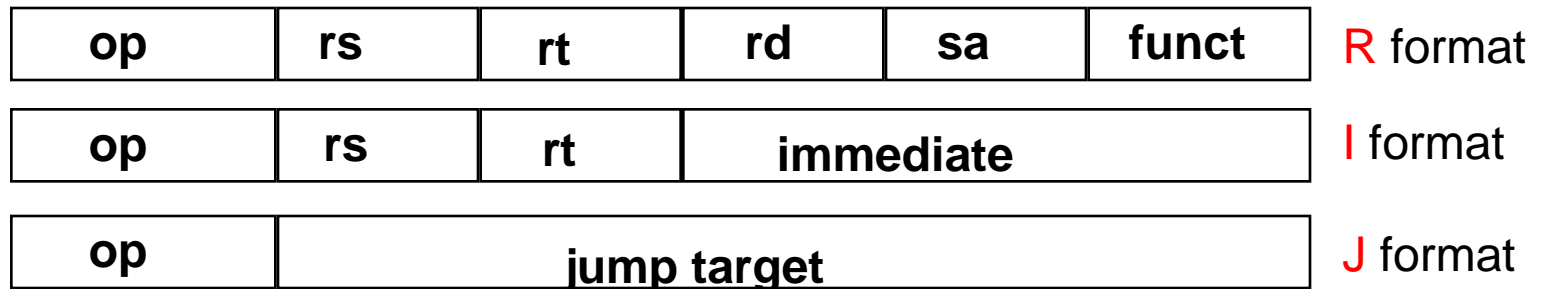 op rs rt rd sa funct R format
op rs rt immediate I format
op jump target J format